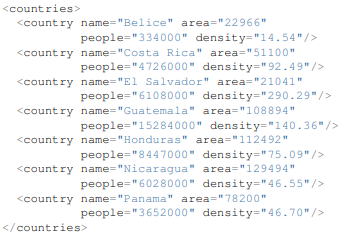 <countries>
<country name="Belice" area="22966"
people="334000" density="14.54"/>
<country name="Costa Rica" area="51100"
people="4726000" density="92.49"/>
<country name="El Salvador" area="21041"
people="6108000" density="290.29"/>
<country name="Guatemala" area="108894"
people="15284000" density="140.36"/>
<country name="Honduras" area="112492"
people="8447000" density="75.09"/>
<country name="Nicaragua" area="129494"
people="6028000" density="46.55"/>
<country name="Panama" area="78200"
people="3652000" density="46.70"/>
</countries>